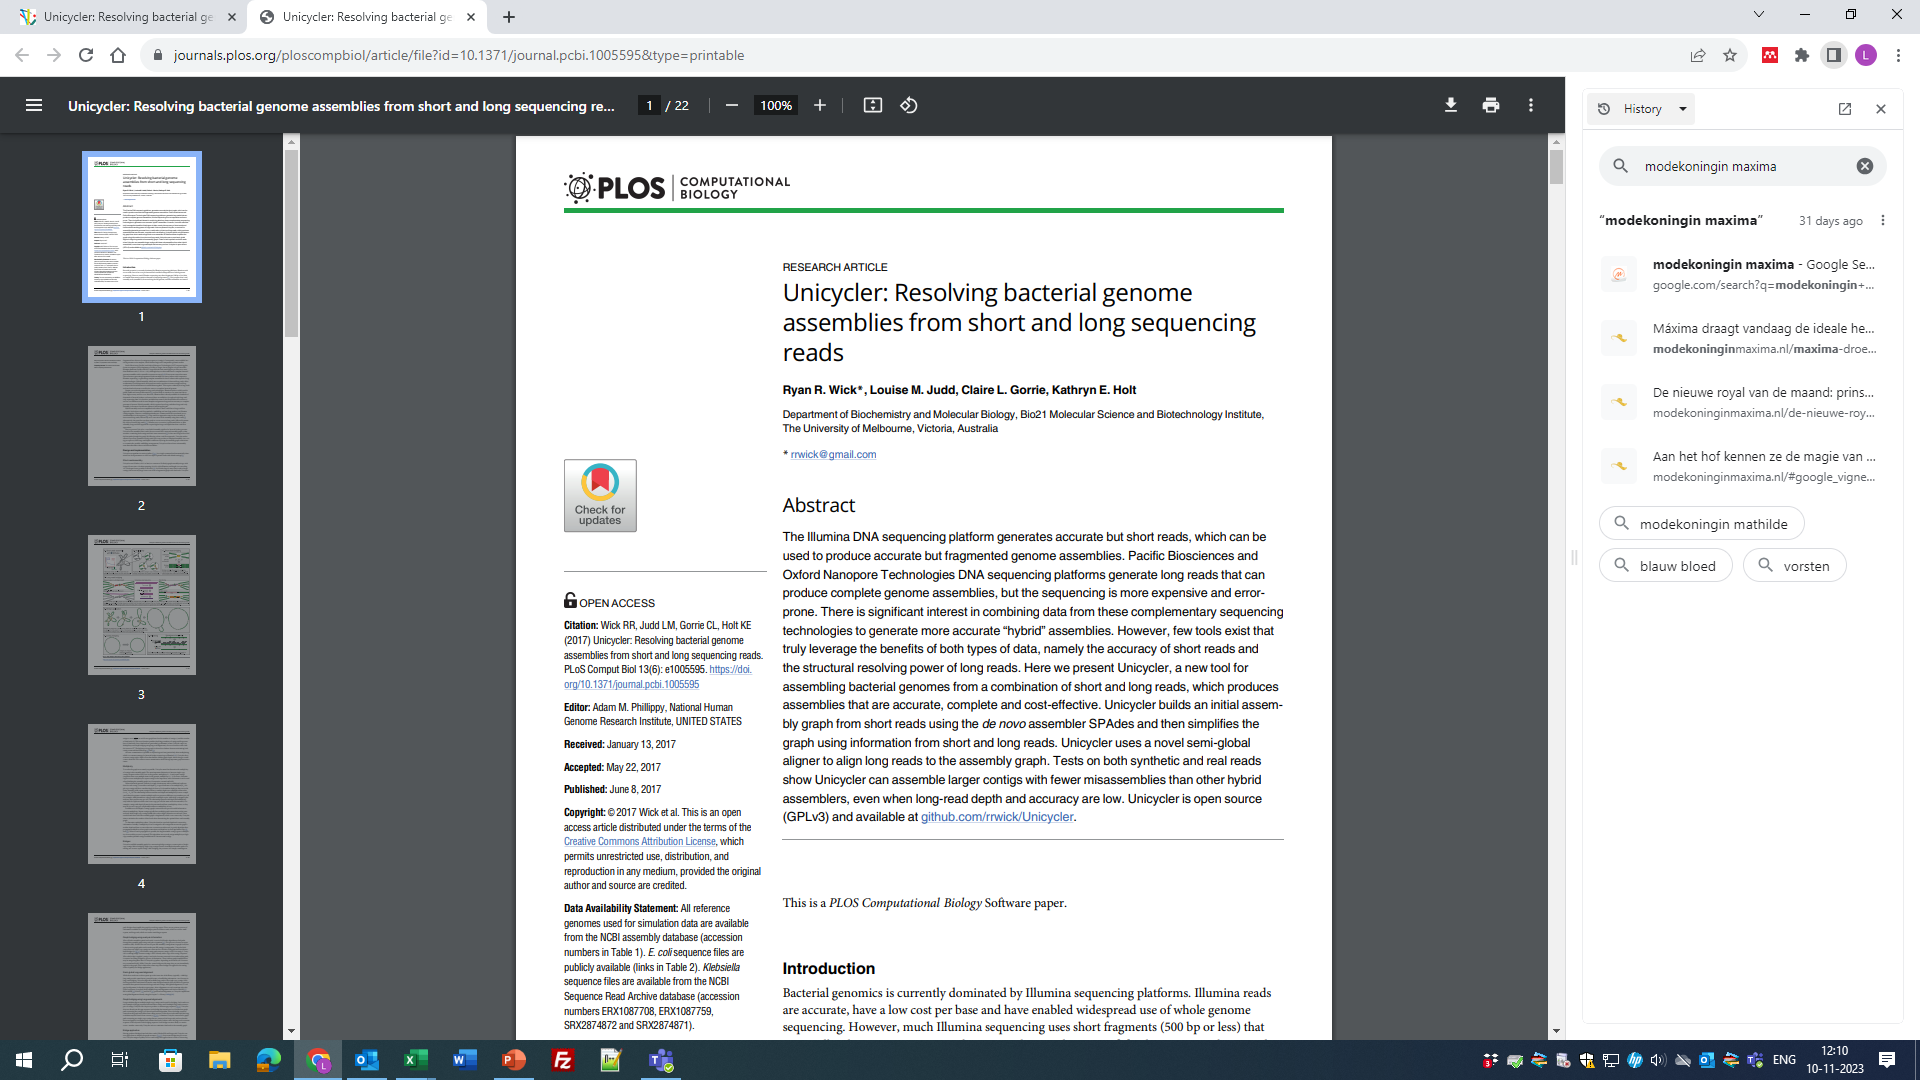 Unicycler: Resolving bacterial ge
Unicycler: Resolving bacterial ge
journals.plos.org/ploscompbiol/article/file?id=10.1371/journal.pcbi.1005595&type=printable
L
Unicycler: Resolving bacterial genome assemblies from short and long sequencing re...
1 / 22
100%
1
2
3
4
PLOS | COMPUTATIONAL
BIOLOGY
RESEARCH ARTICLE
Unicycler: Resolving bacterial genome
assemblies from short and long sequencing
reads
Ryan R. Wick*, Louise M. Judd, Claire L. Gorrie, Kathryn E. Holt
Department of Biochemistry and Molecular Biology, Bio21 Molecular Science and Biotechnology Institute,
The University of Melbourne, Victoria, Australia
* rrwick@gmail.com
Check for
updates
OPEN ACCESS
Citation: Wick RR, Judd LM, Gorrie CL, Holt KE
(2017) Unicycler: Resolving bacterial genome
assemblies from short and long sequencing reads.
PLoS Comput Biol 13(6): e1005595. https://doi.
org/10.1371/journal.pcbi.1005595
Editor: Adam M. Phillippy, National Human
Genome Research Institute, UNITED STATES
Received: January 13, 2017
Accepted: May 22, 2017
Published: June 8, 2017
Copyright: © 2017 Wick et al. This is an open
access article distributed under the terms of the
Creative Commons Attribution License, which
permits unrestricted use, distribution, and
reproduction in any medium, provided the original
author and source are credited.
Data Availability Statement: All reference
genomes used for simulation data are available
from the NCBI assembly database (accession
numbers in Table 1). E. coli sequence files are
publicly available (links in Table 2). Klebsiella
sequence files are available from the NCBI
Sequence Read Archive database (accession
numbers ERX1087708, ERX1087759,
SRX2874872 and SRX2874871).
Abstract
The Illumina DNA sequencing platform generates accurate but short reads, which can be
used to produce accurate but fragmented genome assemblies. Pacific Biosciences and
Oxford Nanopore Technologies DNA sequencing platforms generate long reads that can
produce complete genome assemblies, but the sequencing is more expensive and error-
prone. There is significant interest in combining data from these complementary sequencing
technologies to generate more accurate “hybrid” assemblies. However, few tools exist that
truly leverage the benefits of both types of data, namely the accuracy of short reads and
the structural resolving power of long reads. Here we present Unicycler, a new tool for
assembling bacterial genomes from a combination of short and long reads, which produces
assemblies that are accurate, complete and cost-effective. Unicycler builds an initial assem-
bly graph from short reads using the de novo assembler SPAdes and then simplifies the
graph using information from short and long reads. Unicycler uses a novel semi-global
aligner to align long reads to the assembly graph. Tests on both synthetic and real reads
show Unicycler can assemble larger contigs with fewer misassemblies than other hybrid
assemblers, even when long-read depth and accuracy are low. Unicycler is open source
(GPLv3) and available at github.com/rrwick/Unicycler.
This is a PLOS Computational Biology Software paper.
Introduction
Bacterial genomics is currently dominated by Illumina sequencing platforms. Illumina reads
are accurate, have a low cost per base and have enabled widespread use of whole genome
sequencing. However, much Illumina sequencing uses short fragments (500 bp or less) that
History
modekoningin maxima
“modekoningin maxima” 31 days ago
modekoningin maxima - Google Se...
google.com/search?q=modekoningin+...
Máxima draagt vandaag de ideale he...
modekoninginmaxima.nl/maxima-droe...
De nieuwe royal van de maand: prins...
modekoninginmaxima.nl/de-nieuwe-roy...
Aan het hof kennen ze de magie van ...
modekoninginmaxima.nl/#google_vigne...
modekoningin mathilde
blauw bloed
vorsten
ENG
12:10
10-11-2023